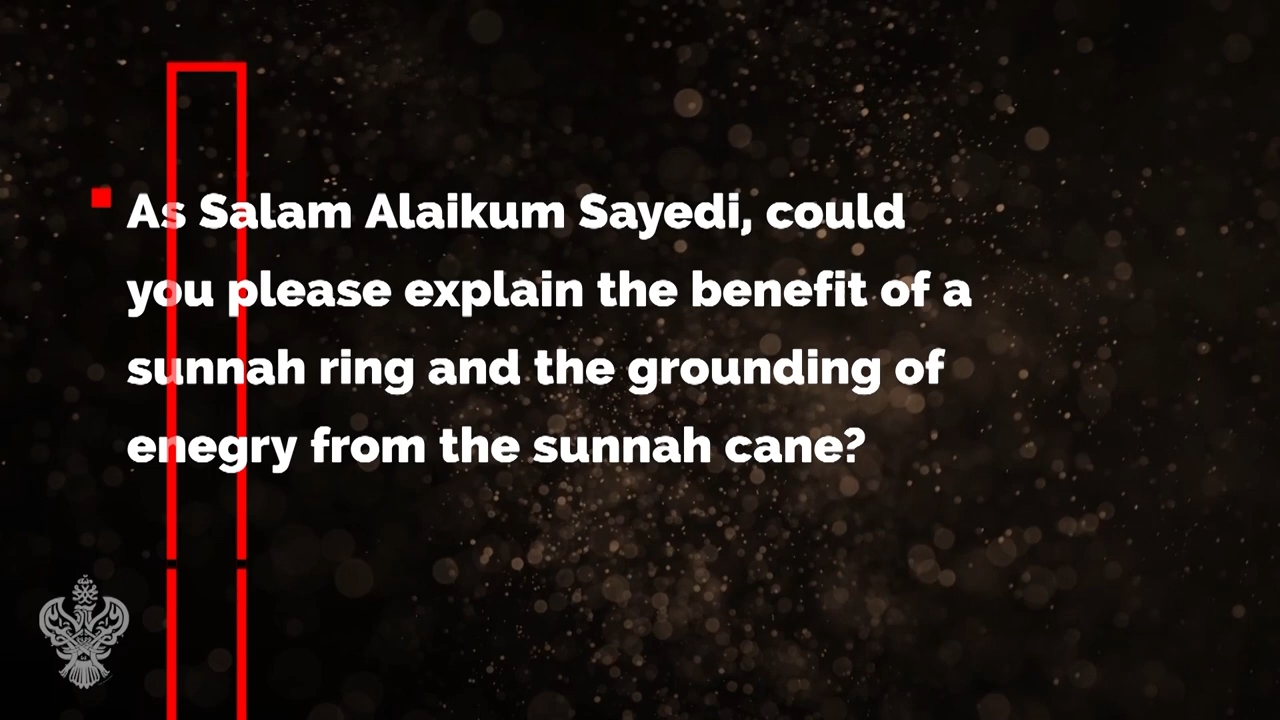 As Salam Alaikum Sayedi, could
you please explain the benefit of a
sunnah ring and the grounding of
enegry from the sunnah cane?